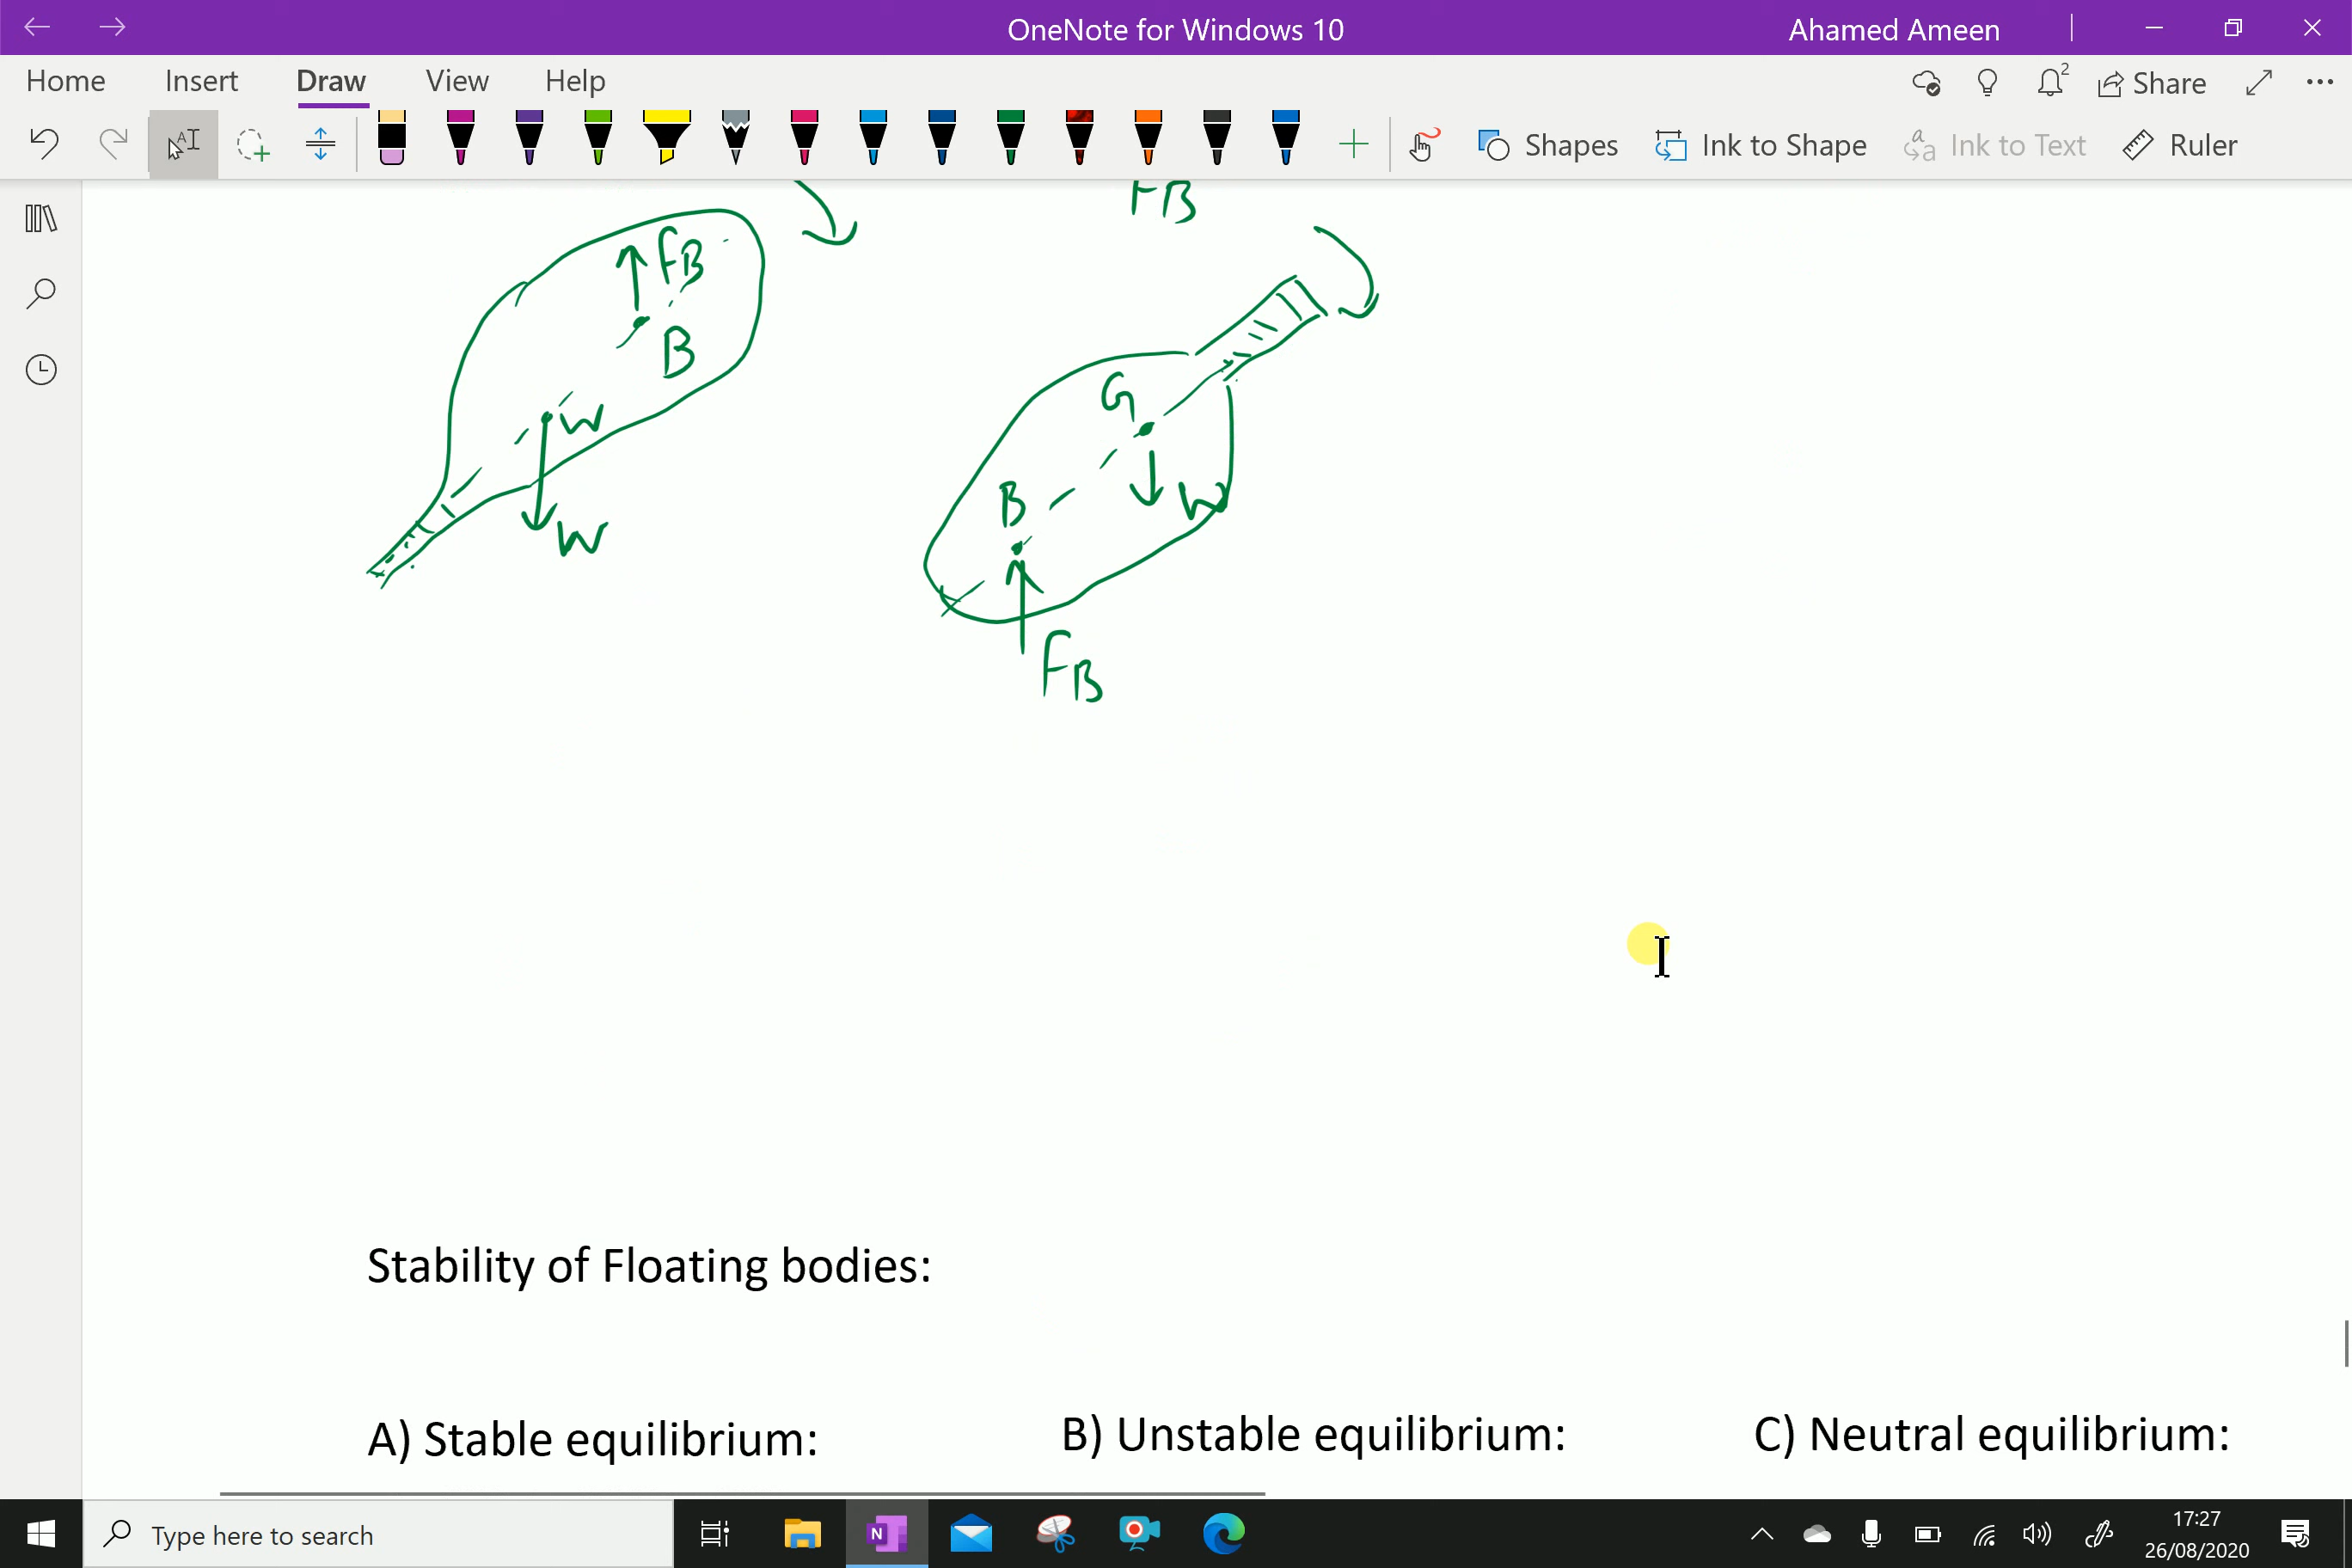 OneNote for Windows 10
Ahamed Ameen
Home Insert Draw View Help
2
Share
AI
Shapes
Ink to Shape
a
Ink to Text
Ruler
FB
FB
B
W
W
G
B
W
FB
Stability of Floating bodies:
A) Stable equilibrium:
B) Unstable equilibrium:
C) Neutral equilibrium:
Type here to search
N
17:27
26/08/2020